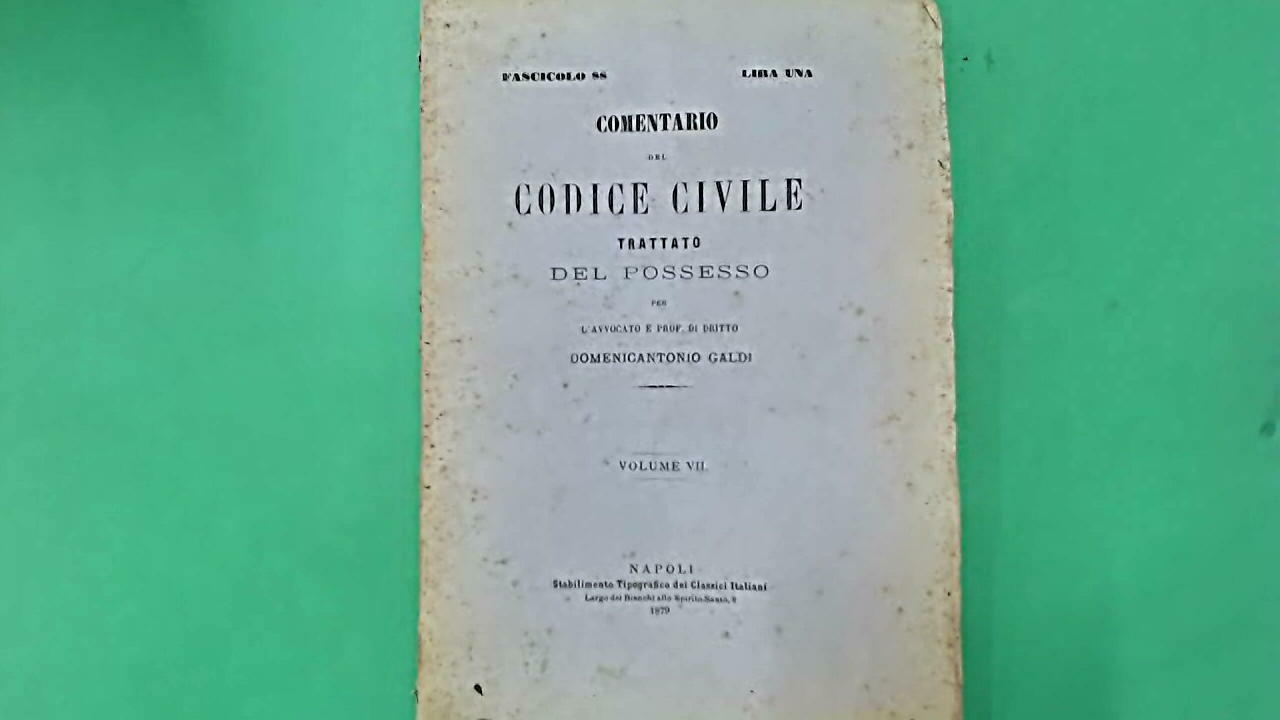 FASCICOLO 88 LIRA UNA
COMENTARIO
DEL
CODICE CIVILE
TRATTATO
DEL POSSESSO
PER
L'AVVOCATO E PROF. DI DRITTO
DOMENICANTONIO GALDI
VOLUME VII.
NAPOLI
Stabilimento Tipografico dei Classici Italiani
Largo dei Bianchi allo Spirito Santo, 2
1879